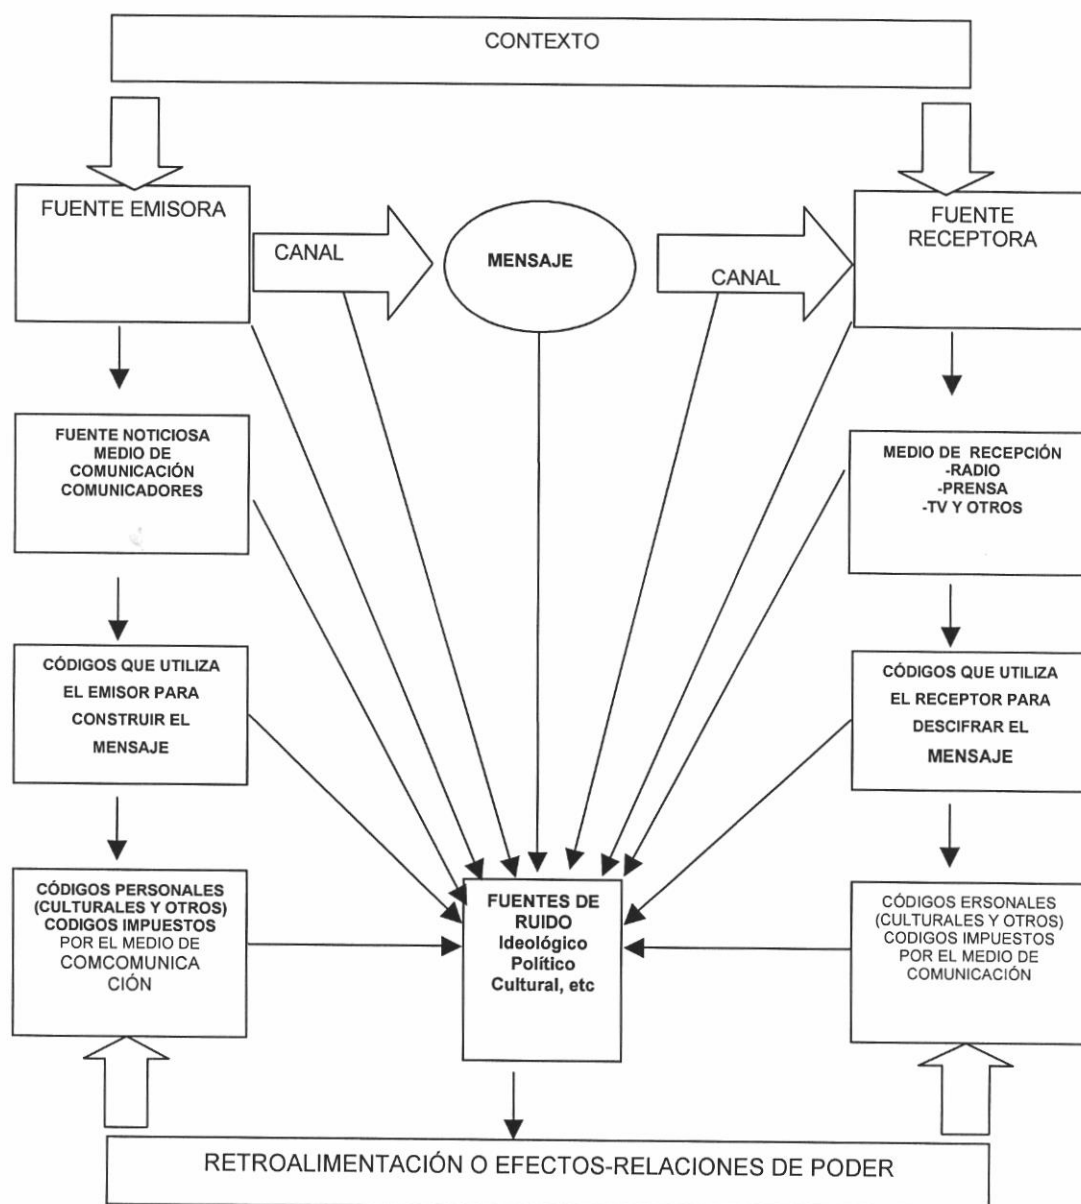 CONTEXTO
FUENTE EMISORA
CANAL
MENSAJE
CANAL
FUENTE
RECEPTORA
FUENTE NOTICIOSA
MEDIO DE
COMUNICACIÓN
COMUNICADORES
MEDIO DE RECEPCIÓN
-RADIO
-PRENSA
-TV Y OTROS
CÓDIGOS QUE UTILIZA
EL EMISOR PARA
CONSTRUIR EL
MENSAJE
CÓDIGOS QUE UTILIZA
EL RECEPTOR PARA
DESCIFRAR EL
MENSAJE
CÓDIGOS PERSONALES
(CULTURALES Y OTROS)
CODIGOS IMPUESTOS
POR EL MEDIO DE
COMCOMUNICA
CIÓN
FUENTES DE
RUIDO
Ideológico
Político
Cultural, etc
CÓDIGOS ERSONALES
(CULTURALES Y OTROS)
CODIGOS IMPUESTOS
POR EL MEDIO DE
COMUNICACIÓN
RETROALIMENTACIÓN O EFECTOS-RELACIONES DE PODER